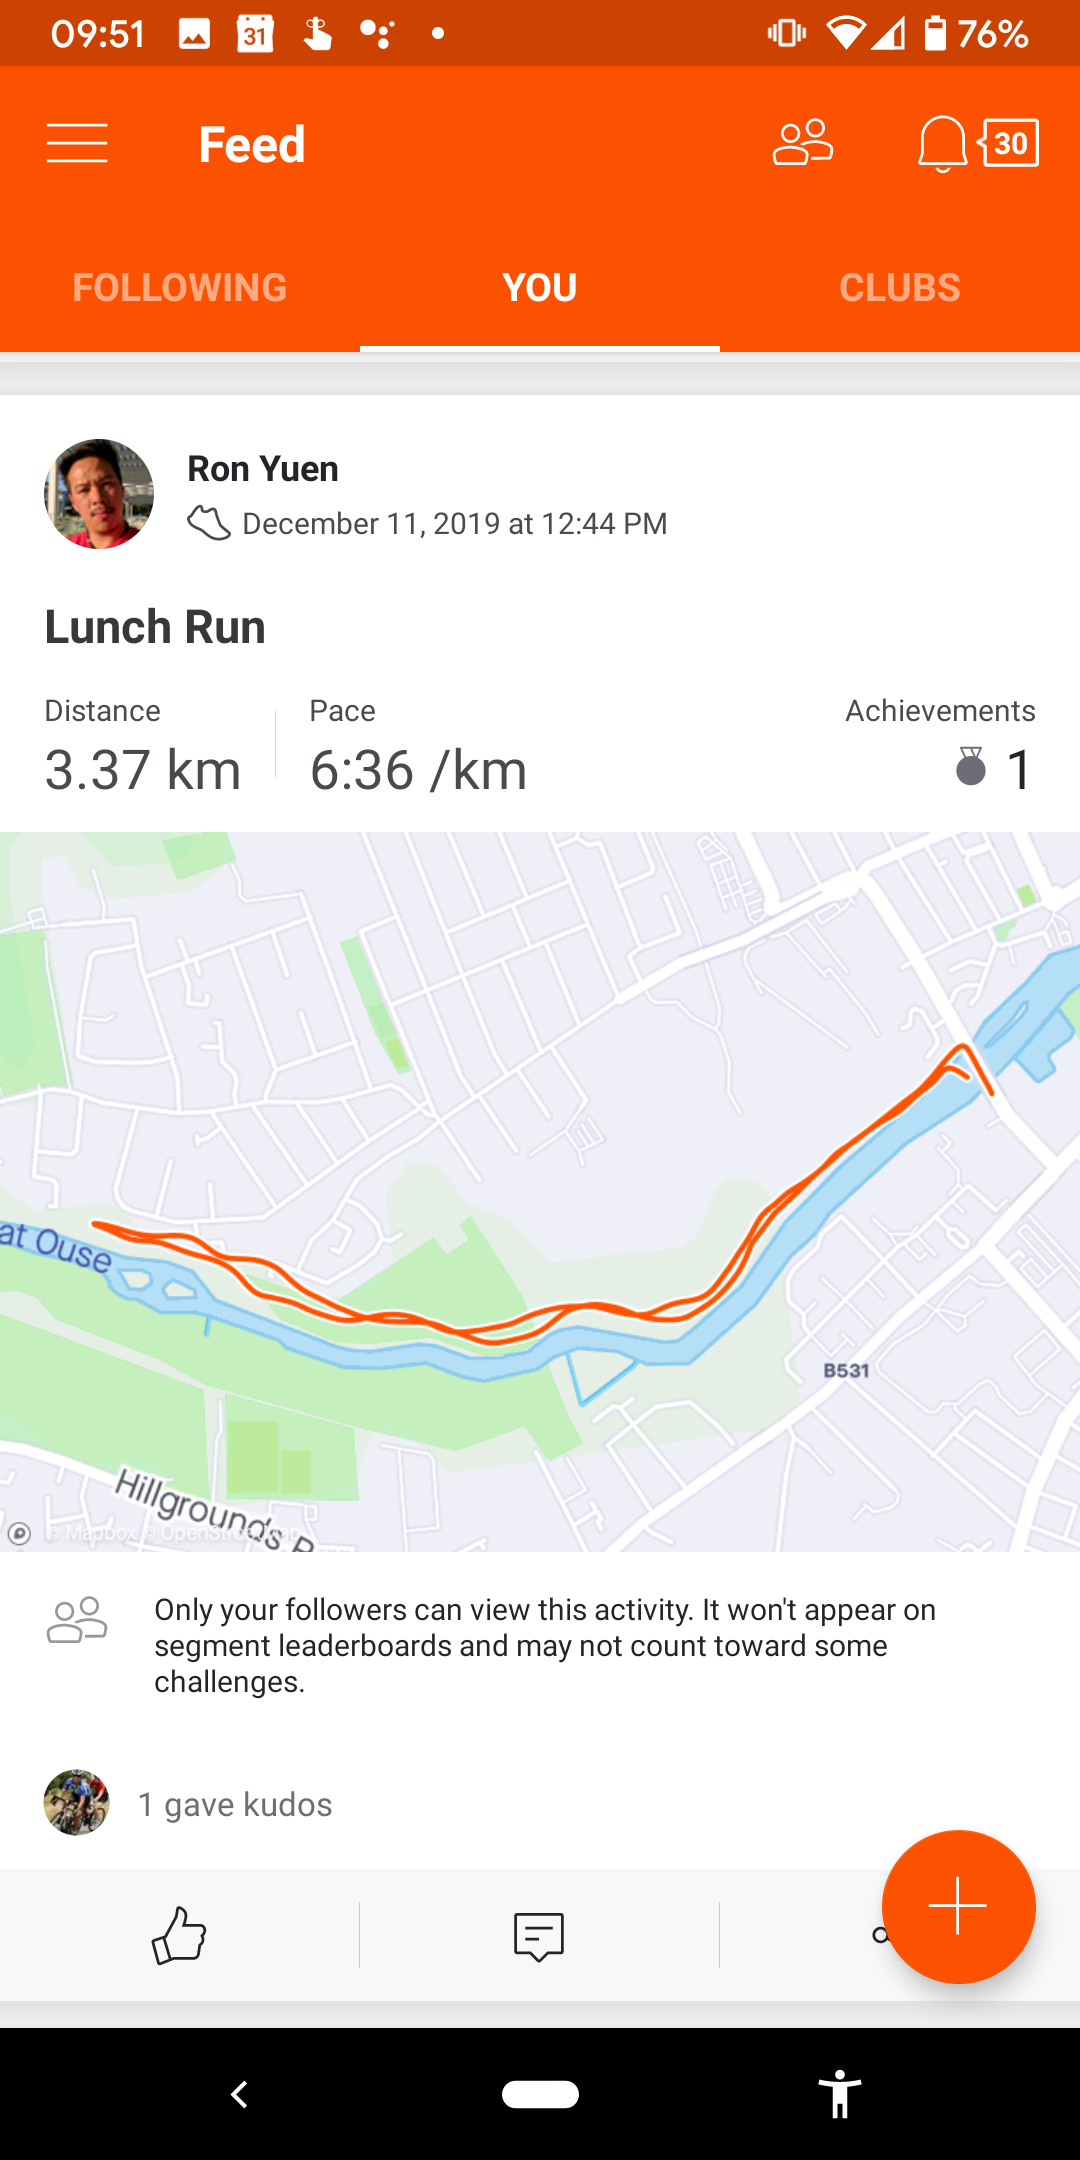 09:51
31
76%
Feed
30
FOLLOWING
YOU
CLUBS
Ron Yuen
December 11, 2019 at 12:44 PM
Lunch Run
Distance
Pace
Achievements
3.37 km
6:36 /km
1
at Ouse
B531
Hillgrounds R
© Mapbox © OpenStreetMap
Only your followers can view this activity. It won't appear on
segment leaderboards and may not count toward some
challenges.
1 gave kudos